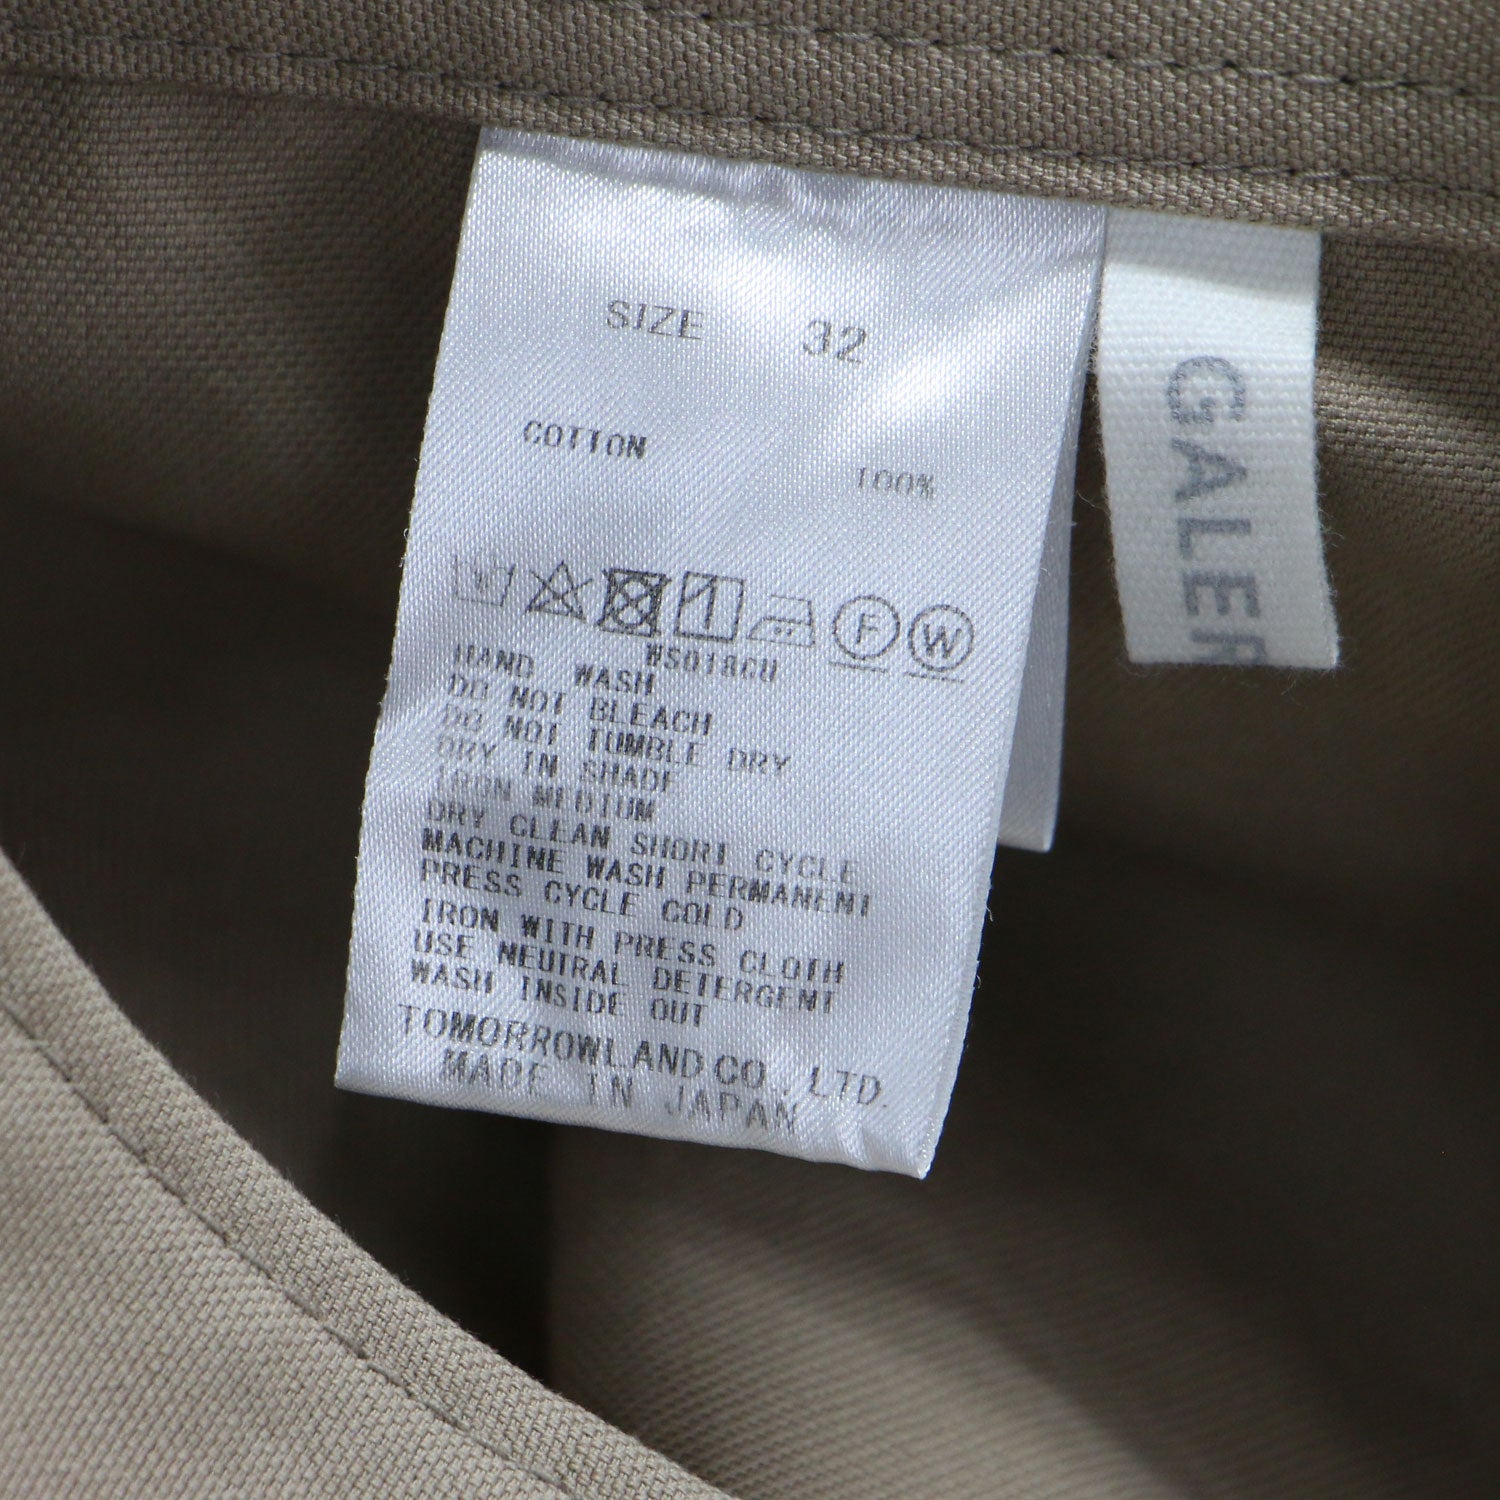 SIZE 32
COTTON
100%
F W
WS018CU
HAND WASH
DO NOT BLEACH
DO NOT TUMBLE DRY
DRY IN SHADE
IRON MEDIUM
DRY CLEAN SHORT CYCLE
MACHINE WASH PERMANENT
PRESS CYCLE COLD
IRON WITH PRESS CLOTH
USE NEUTRAL DETERGENT
WASH INSIDE OUT
TOMORROWLAND CO., LTD.
MADE IN JAPAN
GALER